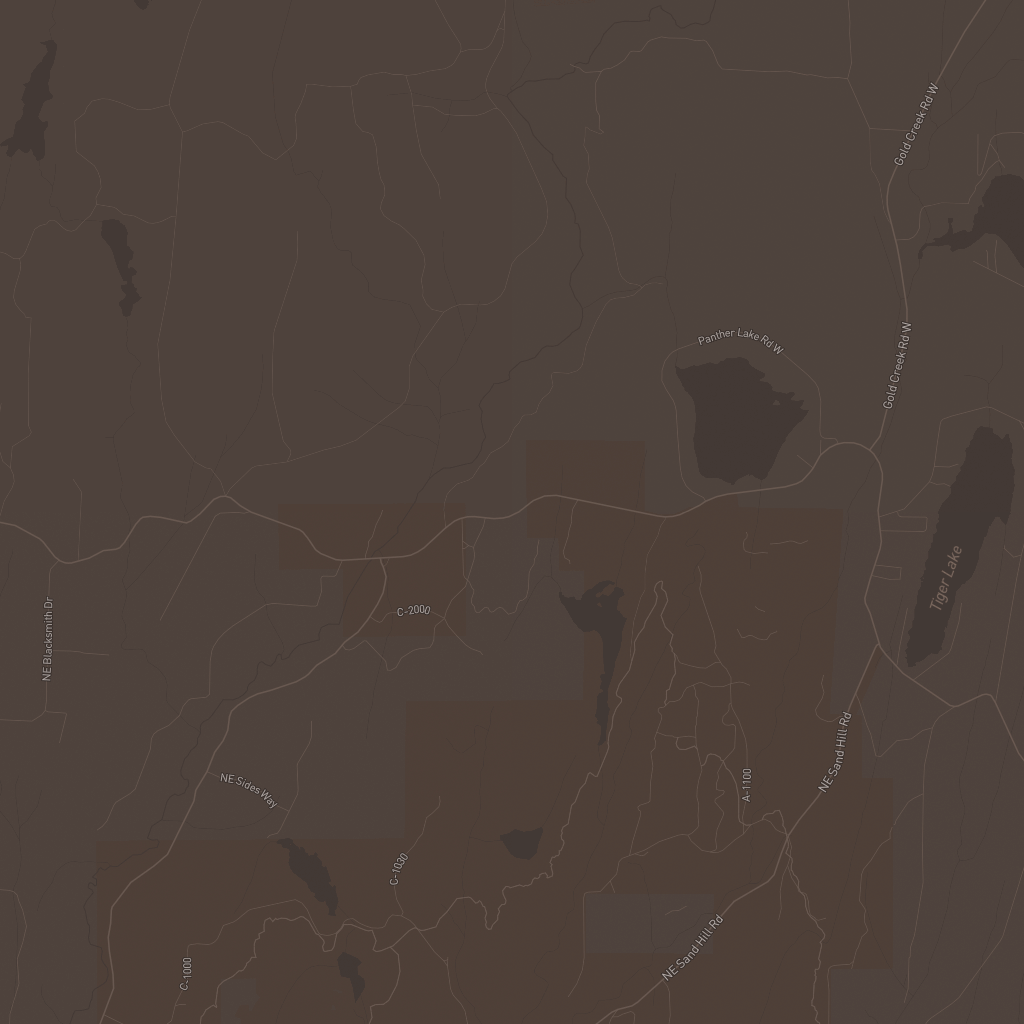 Gold Creek Rd W
Panther Lake Rd W
Gold Creek Rd W
Tiger Lake
NE Blacksmith Dr
C-2000
NE Sand Hill Rd
NE Sides Way
A-1100
C-1030
NE Sand Hill Rd
C-1000